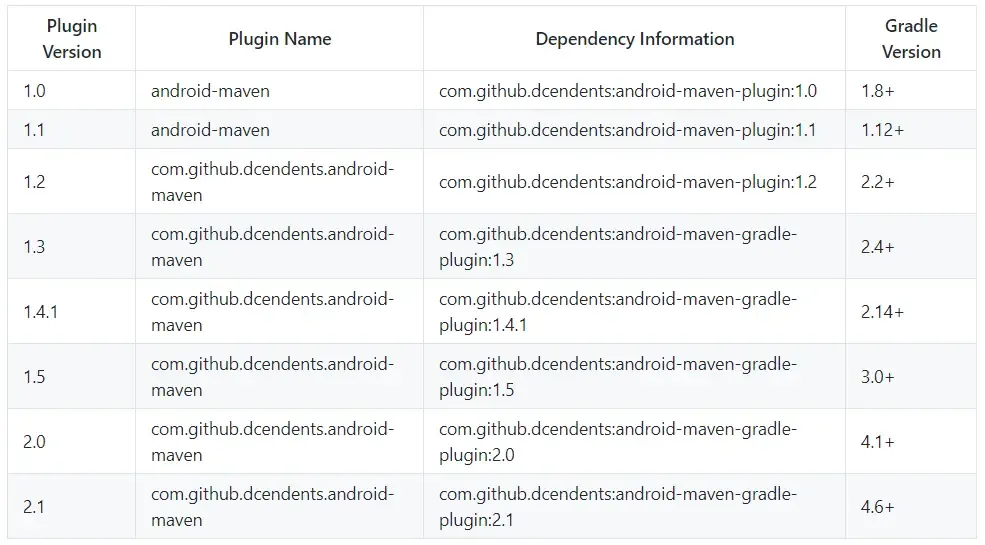 Plugin
Version
Plugin Name
Dependency Information
Gradle
Version
1.0
android-maven
com.github.dcendents:android-maven-plugin:1.0
1.8+
1.1
android-maven
com.github.dcendents:android-maven-plugin:1.1
1.12+
1.2
com.github.dcendents.android-
maven
com.github.dcendents:android-maven-plugin:1.2
2.2+
1.3
com.github.dcendents.android-
maven
com.github.dcendents:android-maven-gradle-
plugin:1.3
2.4+
1.4.1
com.github.dcendents.android-
maven
com.github.dcendents:android-maven-gradle-
plugin:1.4.1
2.14+
1.5
com.github.dcendents.android-
maven
com.github.dcendents:android-maven-gradle-
plugin:1.5
3.0+
2.0
com.github.dcendents.android-
maven
com.github.dcendents:android-maven-gradle-
plugin:2.0
4.1+
2.1
com.github.dcendents.android-
maven
com.github.dcendents:android-maven-gradle-
plugin:2.1
4.6+